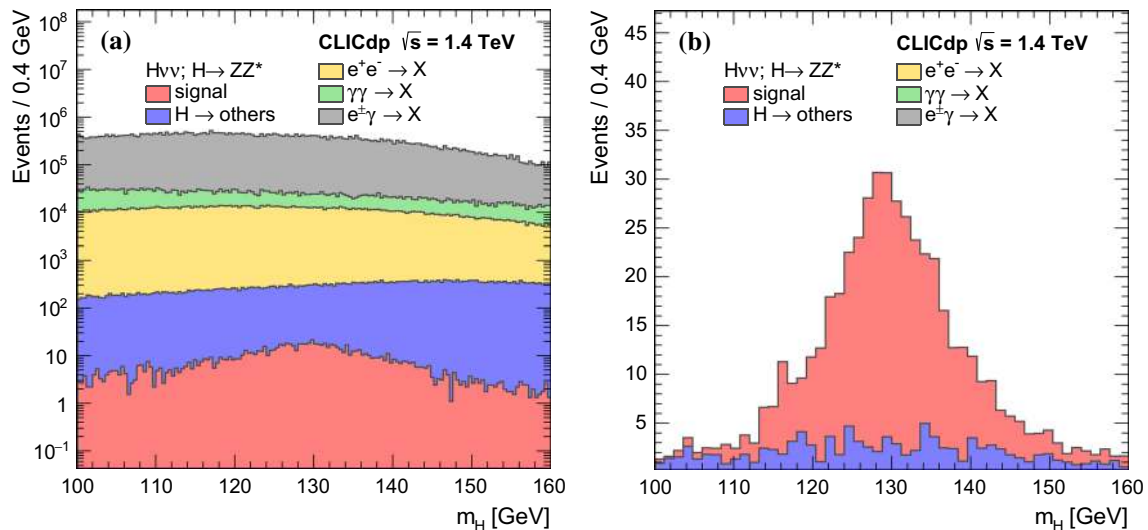 (a) CLICdp √s = 1.4 TeV
Hνν; H→ ZZ*
signal
H → others
e⁺e⁻ → X
γγ → X
e±γ → X
Events / 0.4 GeV
10⁸
10⁷
10⁶
10⁵
10⁴
10³
10²
10
1
10⁻¹
100 110 120 130 140 150 160
m_H [GeV]
(b) CLICdp √s = 1.4 TeV
Hνν; H→ ZZ*
signal
H → others
e⁺e⁻ → X
γγ → X
e±γ → X
Events / 0.4 GeV
45
40
35
30
25
20
15
10
5
100 110 120 130 140 150 160
m_H [GeV]